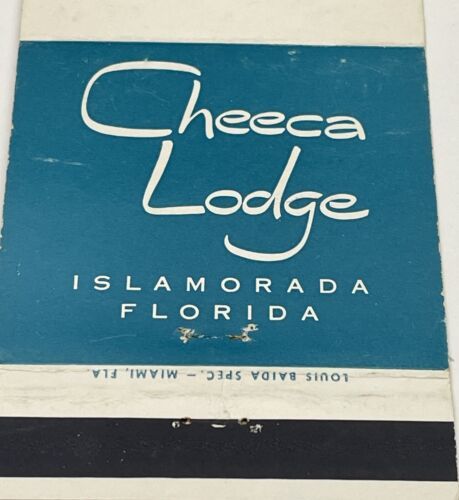 Cheeca
Lodge
ISLAMORADA
FLORIDA
LOUIS BAIDA SPEC. – MIAMI, FLA.